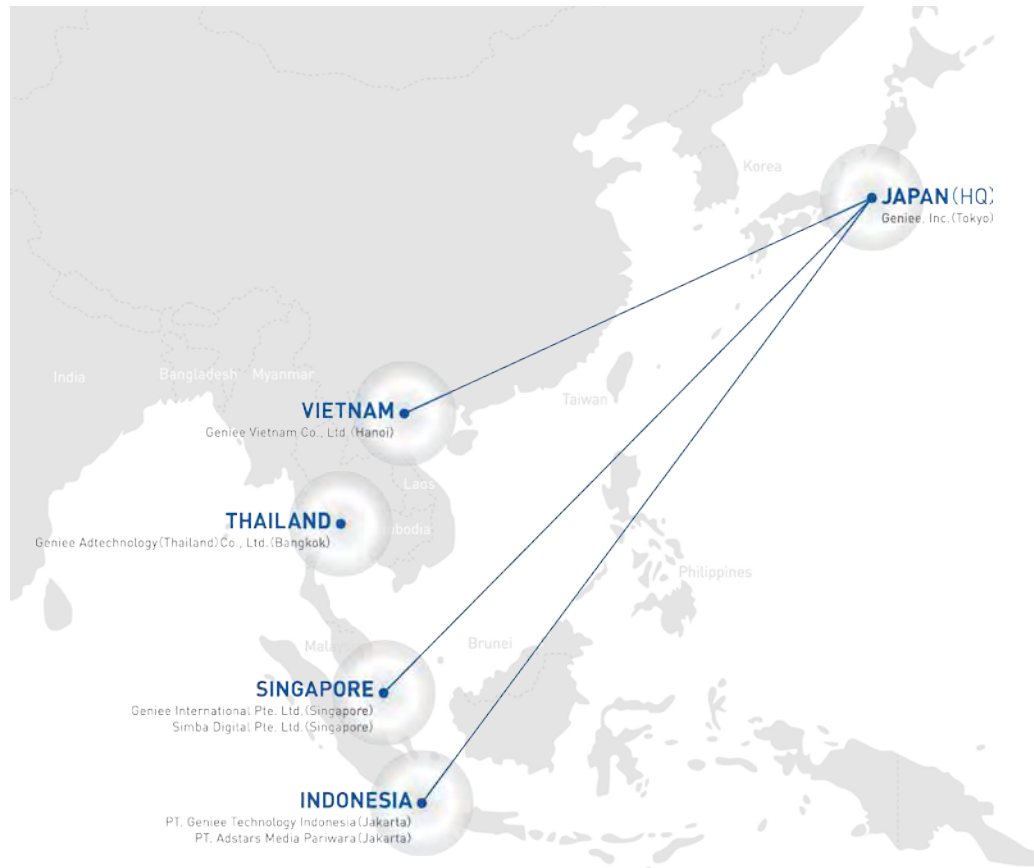 Korea
JAPAN (HQ)
Geniee, Inc. (Tokyo)
India
Bangladesh
Myanmar
Taiwan
VIETNAM
Geniee Vietnam Co., Ltd. (Hanoi)
Laos
THAILAND
mbodia
Geniee Adtechnology (Thailand) Co., Ltd. (Bangkok)
Philippines
Malay
Brunei
SINGAPORE
Geniee International Pte. Ltd. (Singapore)
Simba Digital Pte. Ltd. (Singapore)
INDONESIA
PT. Geniee Technology Indonesia (Jakarta)
PT. Adstars Media Pariwara (Jakarta)